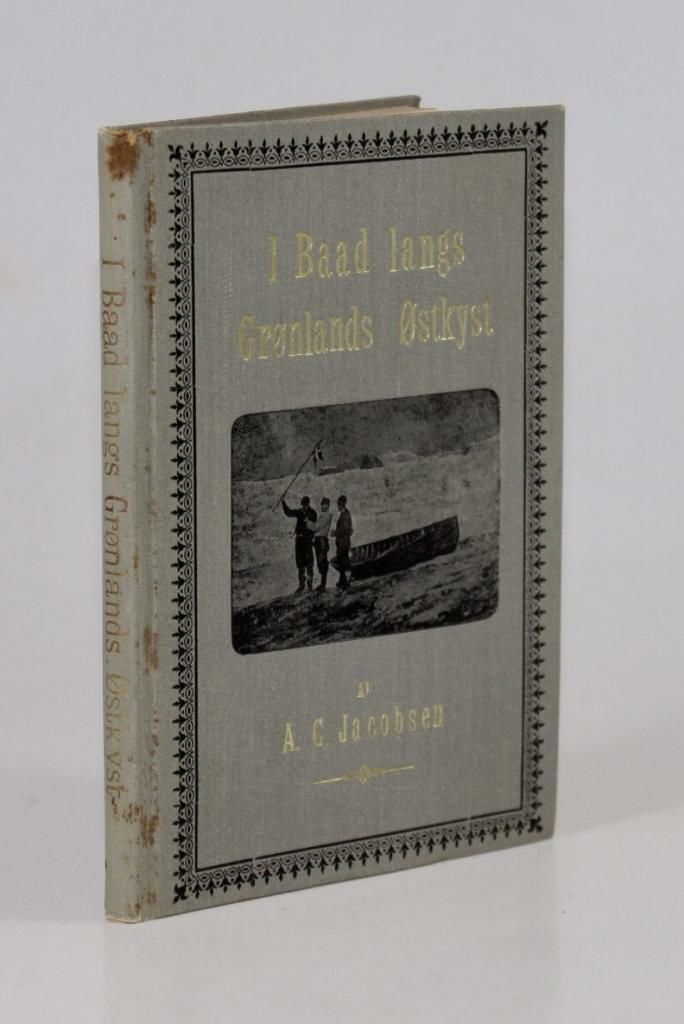 I Baad langs Grønlands Østkyst
I Baad langs
Grønlands Østkyst
Af
A. G. Jacobsen